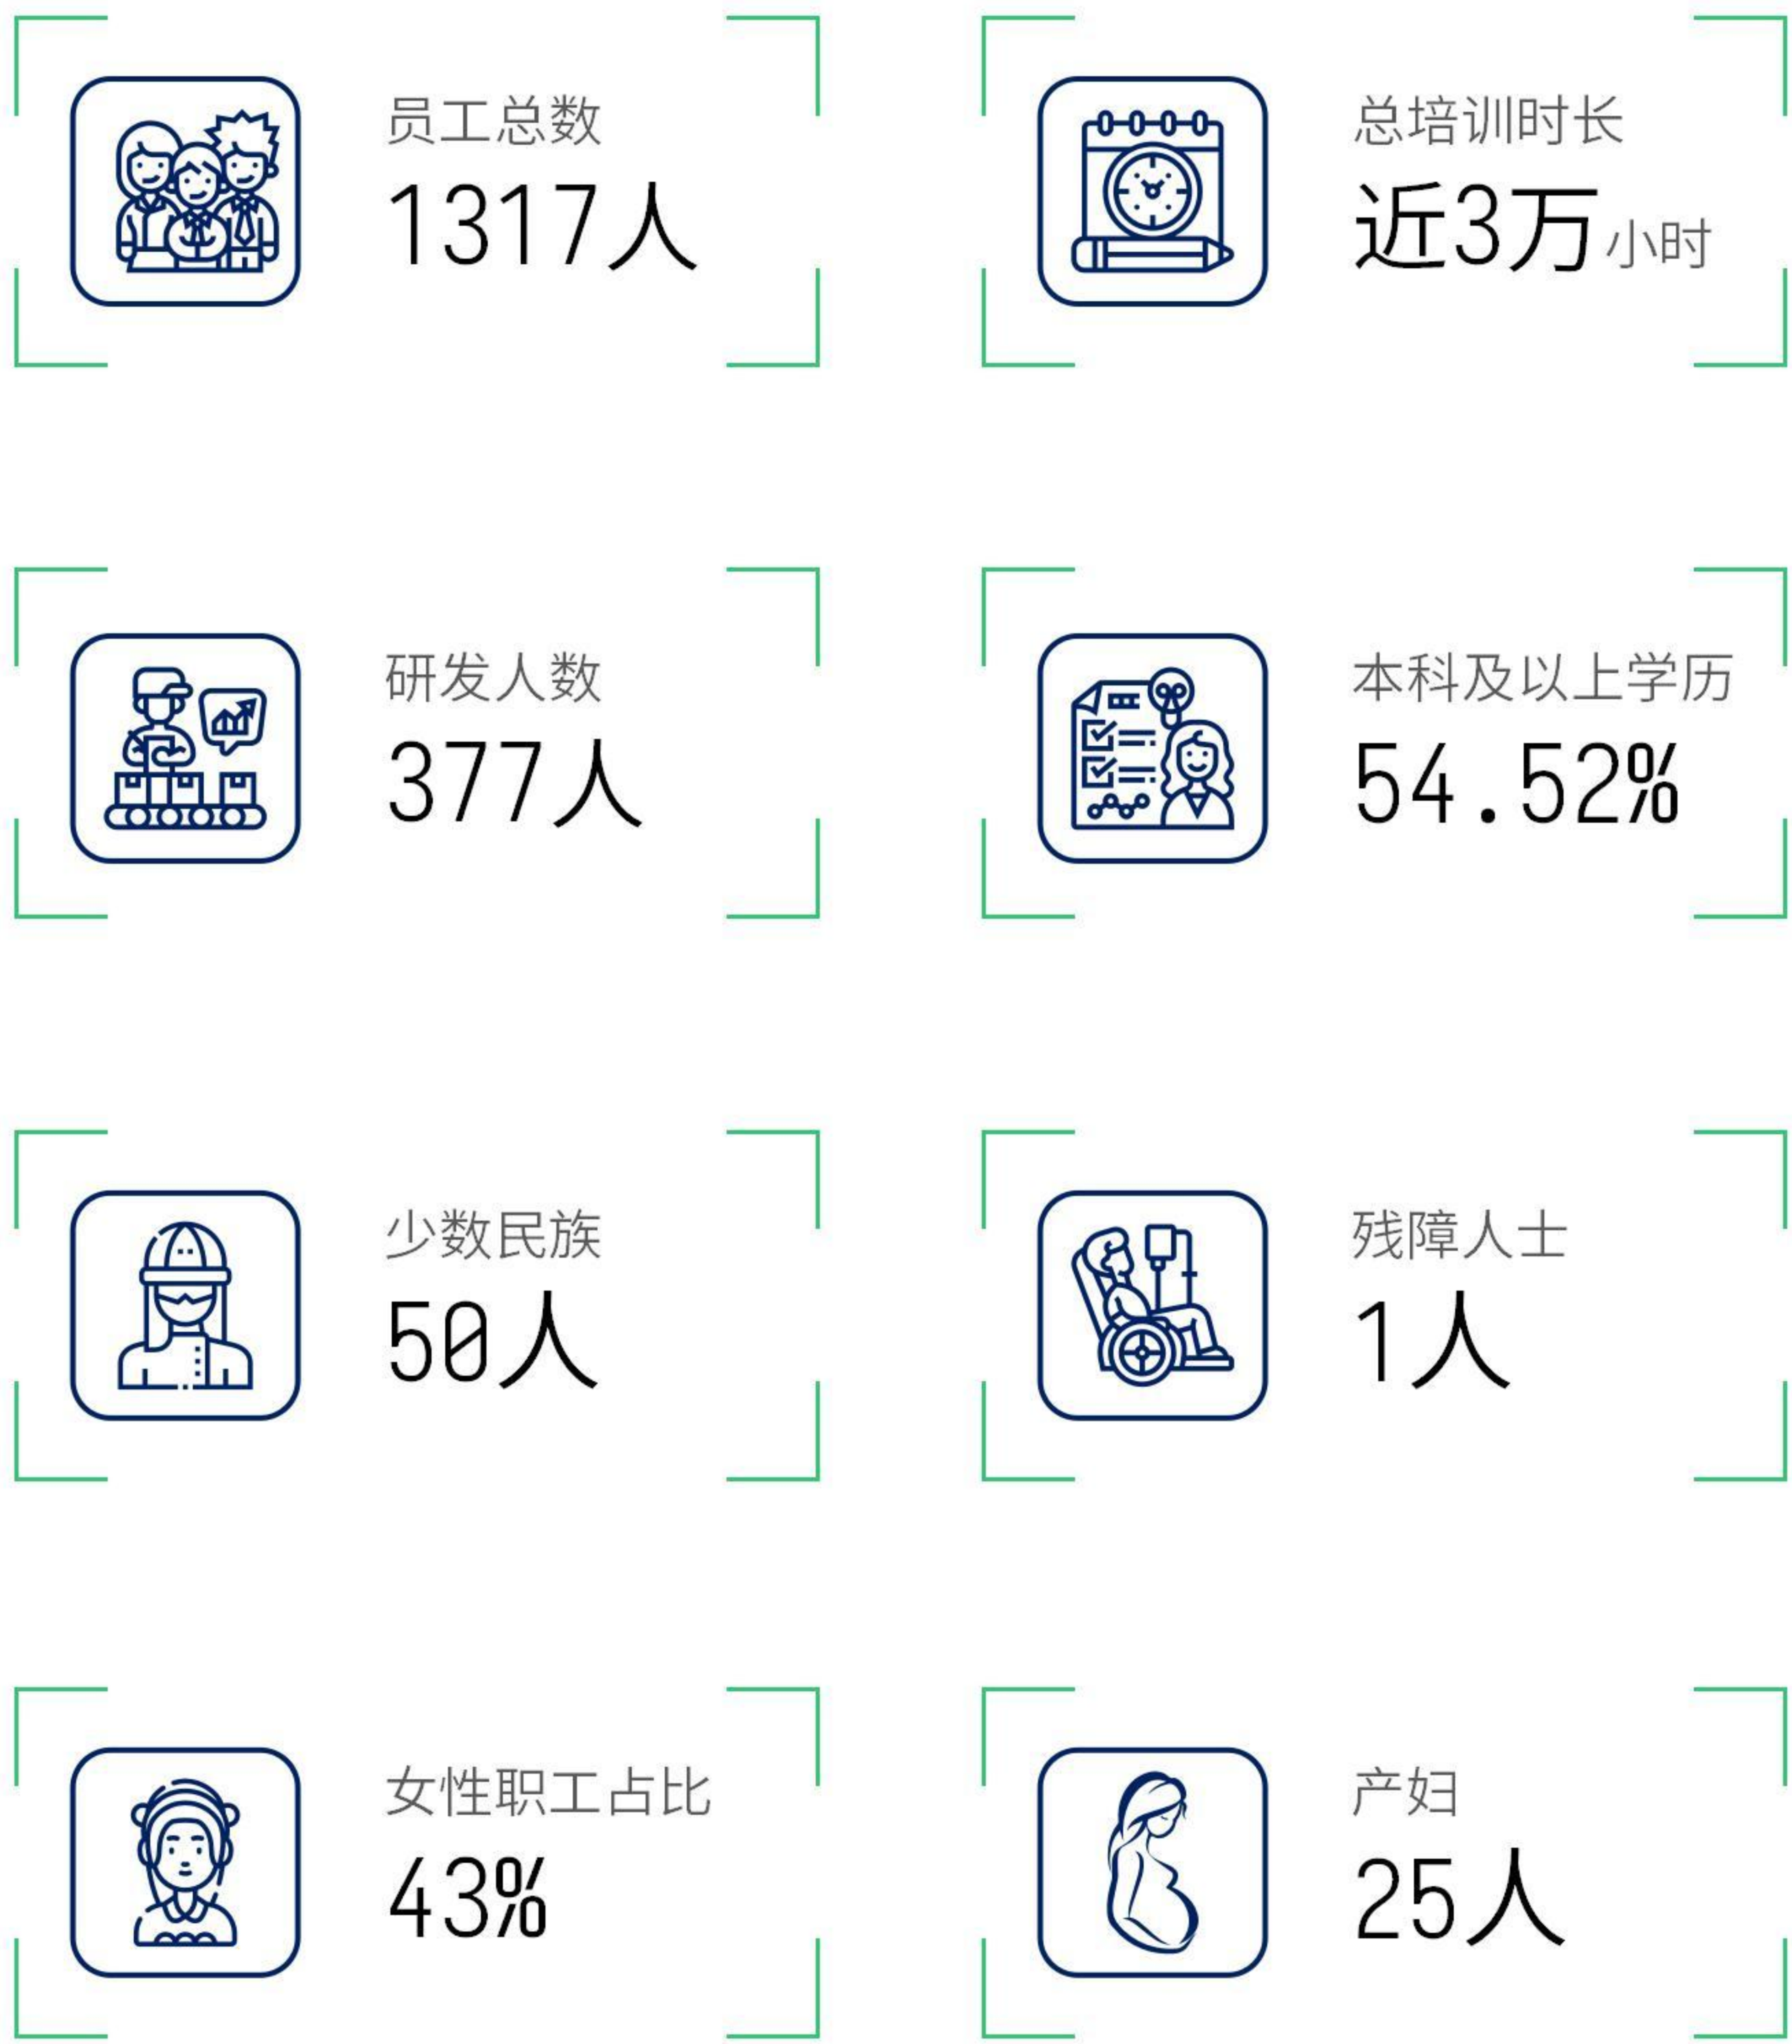 员工总数
1317人
总培训时长
近3万小时
研发人数
377人
本科及以上学历
54.52%
少数民族
50人
残障人士
1人
女性职工占比
43%
产妇
25人